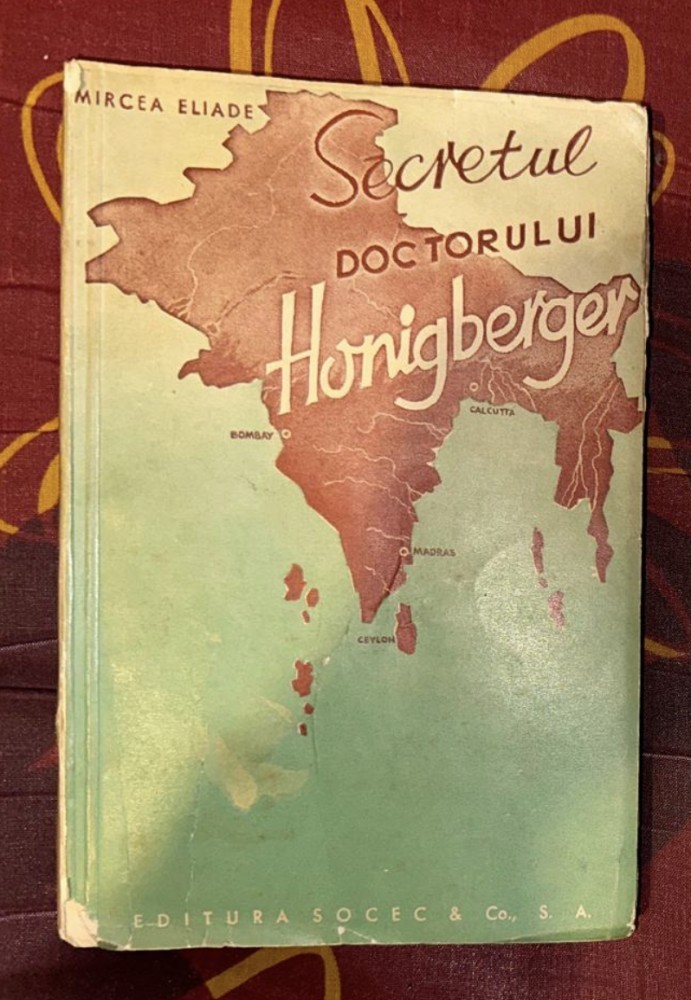 MIRCEA ELIADE
Secretul
DOCTORULUI
Honigberger
CALCUTTA
BOMBAY
MADRAS
CEYLON
EDITURA SOCEC & Co., S. A.